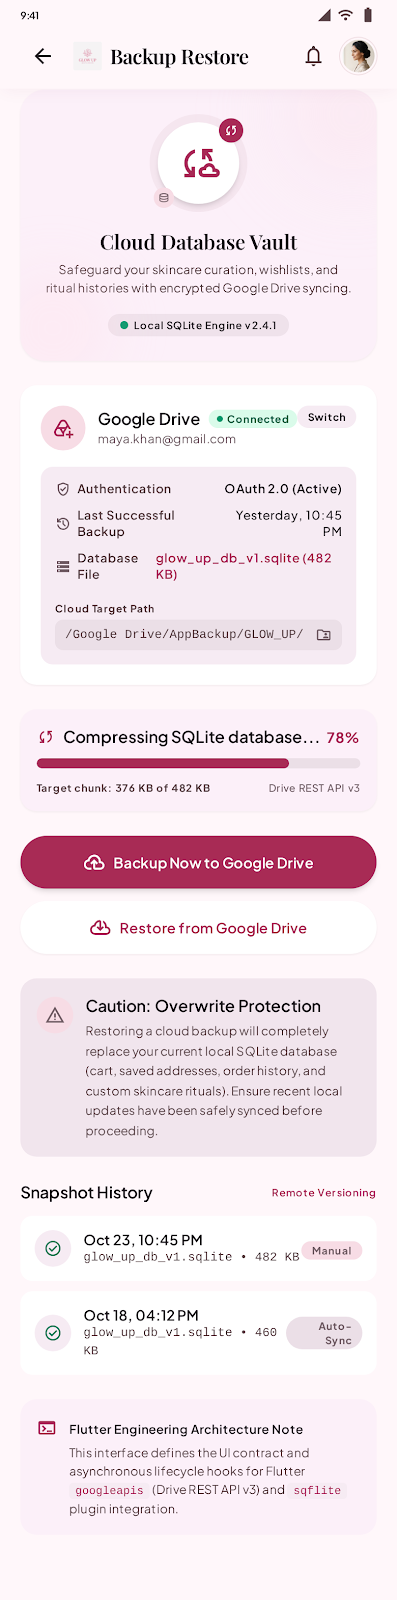 9:41
GLOW UP
Backup Restore
Cloud Database Vault
Safeguard your skincare curation, wishlists, and
ritual histories with encrypted Google Drive syncing.
Local SQLite Engine v2.4.1
Google Drive
Connected
Switch
maya.khan@gmail.com
Authentication
OAuth 2.0 (Active)
Last Successful
Backup
Yesterday, 10:45
PM
Database
File
glow_up_db_v1.sqlite (482
KB)
Cloud Target Path
/Google Drive/AppBackup/GLOW_UP/
Compressing SQLite database... 78%
Target chunk: 376 KB of 482 KB
Drive REST API v3
Backup Now to Google Drive
Restore from Google Drive
Caution: Overwrite Protection
Restoring a cloud backup will completely
replace your current local SQLite database
(cart, saved addresses, order history, and
custom skincare rituals). Ensure recent local
updates have been safely synced before
proceeding.
Snapshot History
Remote Versioning
Oct 23, 10:45 PM
glow_up_db_v1.sqlite • 482 KB
Manual
Oct 18, 04:12 PM
glow_up_db_v1.sqlite • 460
KB
Auto-
Sync
Flutter Engineering Architecture Note
This interface defines the UI contract and
asynchronous lifecycle hooks for Flutter
googleapis (Drive REST API v3) and sqflite
plugin integration.